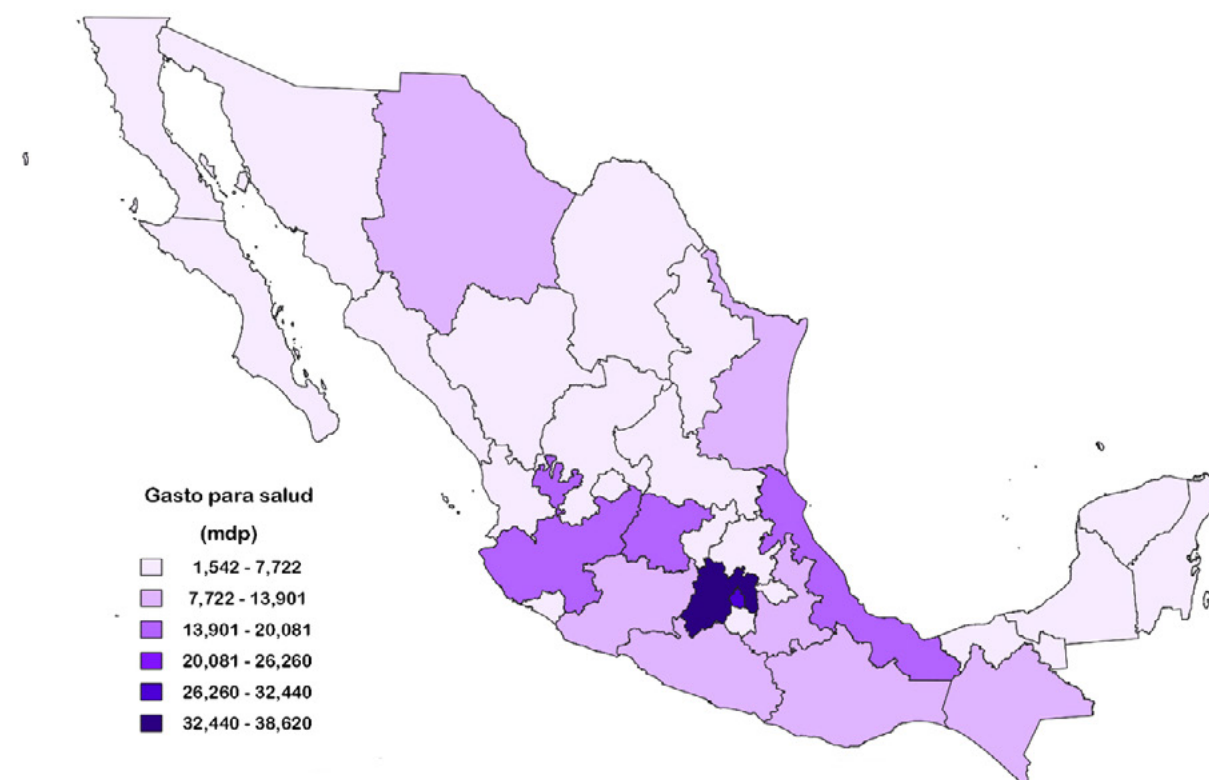 Gasto para salud
(mdp)
1,542 - 7,722
7,722 - 13,901
13,901 - 20,081
20,081 - 26,260
26,260 - 32,440
32,440 - 38,620